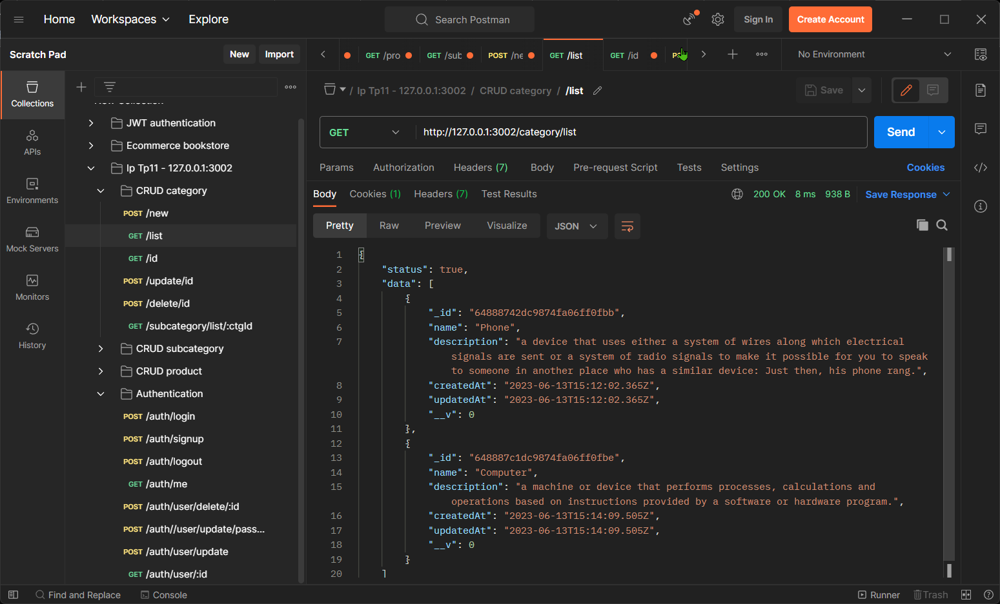 Home Workspaces Explore Search Postman Sign In Create Account
Scratch Pad New Import
GET /pro GET /sub POST /ne GET /list GET /id No Environment
Collections
APIs
Environments
Mock Servers
Monitors
History
JWT authentication
Ecommerce bookstore
Ip Tp11 - 127.0.0.1:3002
CRUD category
POST /new
GET /list
GET /id
POST /update/id
POST /delete/id
GET /subcategory/list/:ctgId
CRUD subcategory
CRUD product
Authentication
POST /auth/login
POST /auth/signup
POST /auth/logout
GET /auth/me
POST /auth/user/delete/:id
POST /auth//user/update/pass...
POST /auth/user/update
GET /auth/user/:id
/ Ip Tp11 - 127.0.0.1:3002 / CRUD category / /list Save
GET http://127.0.0.1:3002/category/list Send
Params Authorization Headers (7) Body Pre-request Script Tests Settings Cookies
Body Cookies (1) Headers (7) Test Results 200 OK 8 ms 938 B Save Response
Pretty Raw Preview Visualize JSON
1 {
2 "status": true,
3 "data": [
4 {
5 "_id": "64888742dc9874fa06ff0fbb",
6 "name": "Phone",
7 "description": "a device that uses either a system of wires along which electrical
signals are sent or a system of radio signals to make it possible for you to speak
to someone in another place who has a similar device: Just then, his phone rang.",
8 "createdAt": "2023-06-13T15:12:02.365Z",
9 "updatedAt": "2023-06-13T15:12:02.365Z",
10 "__v": 0
11 },
12 {
13 "_id": "648887c1dc9874fa06ff0fbe",
14 "name": "Computer",
15 "description": "a machine or device that performs processes, calculations and
operations based on instructions provided by a software or hardware program.",
16 "createdAt": "2023-06-13T15:14:09.505Z",
17 "updatedAt": "2023-06-13T15:14:09.505Z",
18 "__v": 0
19 }
20 ]
Find and Replace Console Runner Trash